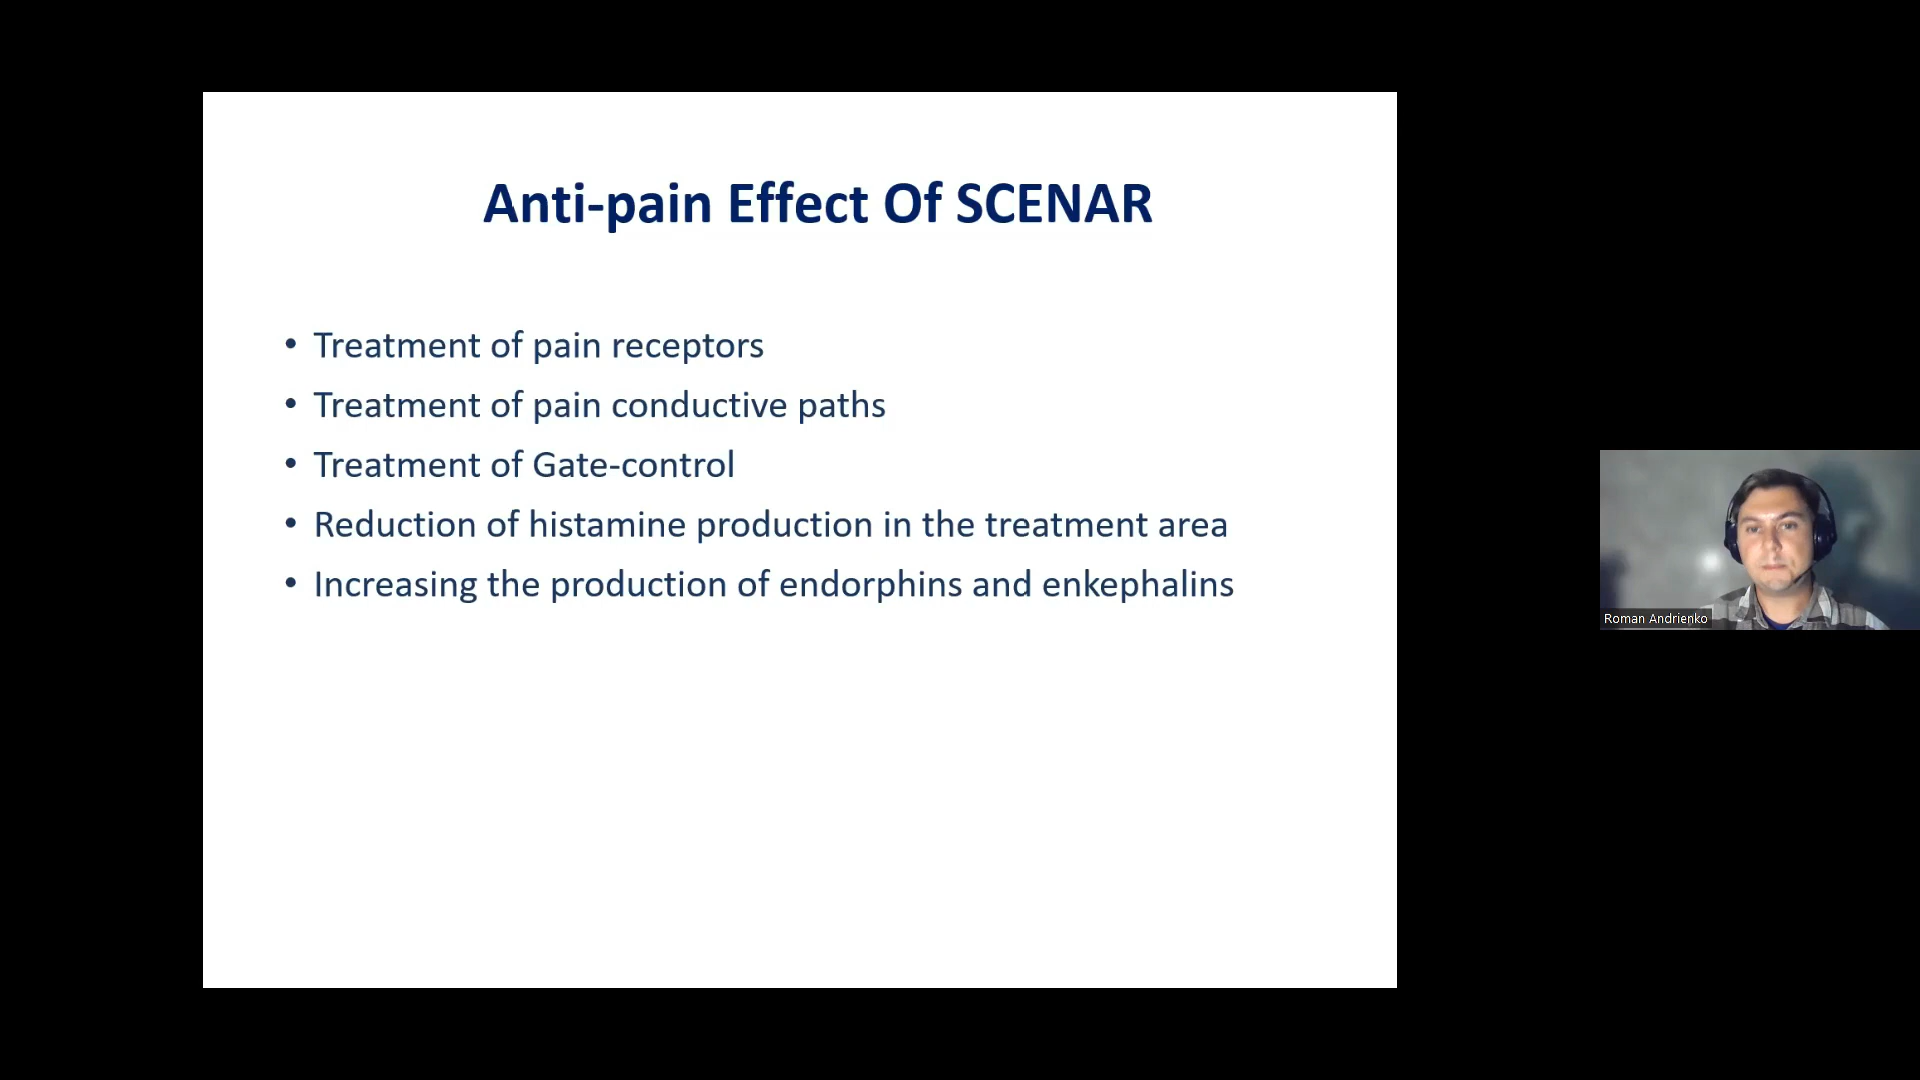 Anti-pain Effect Of SCENAR
• Treatment of pain receptors
• Treatment of pain conductive paths
• Treatment of Gate-control
• Reduction of histamine production in the treatment area
• Increasing the production of endorphins and enkephalins
Roman Andrienko